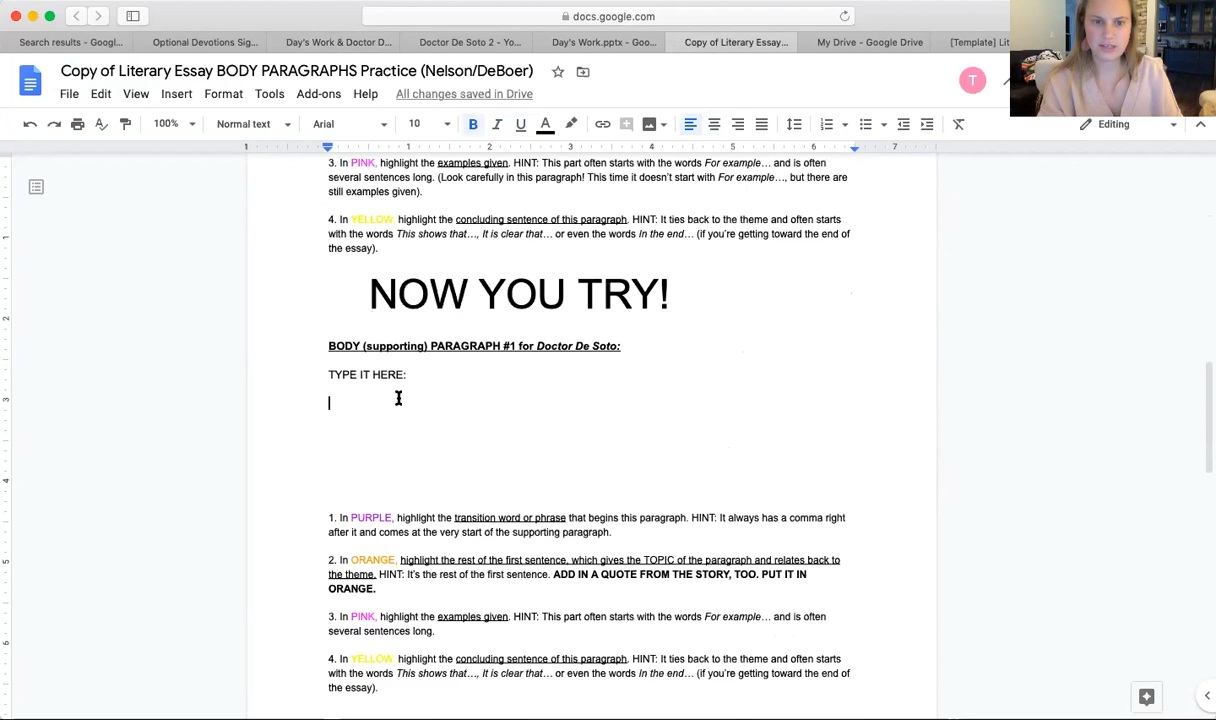 docs.google.com
Search results - Googl...
Optional Devotions Sig...
Day's Work & Doctor D...
Doctor De Soto 2 - Yo...
Day's Work.pptx - Goo...
Copy of Literary Essay...
My Drive - Google Drive
[Template] Lit
Copy of Literary Essay BODY PARAGRAPHS Practice (Nelson/DeBoer)
T
File Edit View Insert Format Tools Add-ons Help All changes saved in Drive
100% Normal text Arial 10 B I U A Editing
1 1 2 3 4 5 6 7
3. In PINK, highlight the examples given. HINT: This part often starts with the words For example… and is often
several sentences long. (Look carefully in this paragraph! This time it doesn't start with For example…, but there are
still examples given).
4. In YELLOW, highlight the concluding sentence of this paragraph. HINT: It ties back to the theme and often starts
with the words This shows that…, It is clear that… or even the words In the end… (if you're getting toward the end of
the essay).
NOW YOU TRY!
BODY (supporting) PARAGRAPH #1 for Doctor De Soto:
TYPE IT HERE:
1. In PURPLE, highlight the transition word or phrase that begins this paragraph. HINT: It always has a comma right
after it and comes at the very start of the supporting paragraph.
2. In ORANGE, highlight the rest of the first sentence, which gives the TOPIC of the paragraph and relates back to
the theme. HINT: It's the rest of the first sentence. ADD IN A QUOTE FROM THE STORY, TOO. PUT IT IN
ORANGE.
3. In PINK, highlight the examples given. HINT: This part often starts with the words For example… and is often
several sentences long.
4. In YELLOW, highlight the concluding sentence of this paragraph. HINT: It ties back to the theme and often starts
with the words This shows that…, It is clear that… or even the words In the end… (if you're getting toward the end of
the essay).